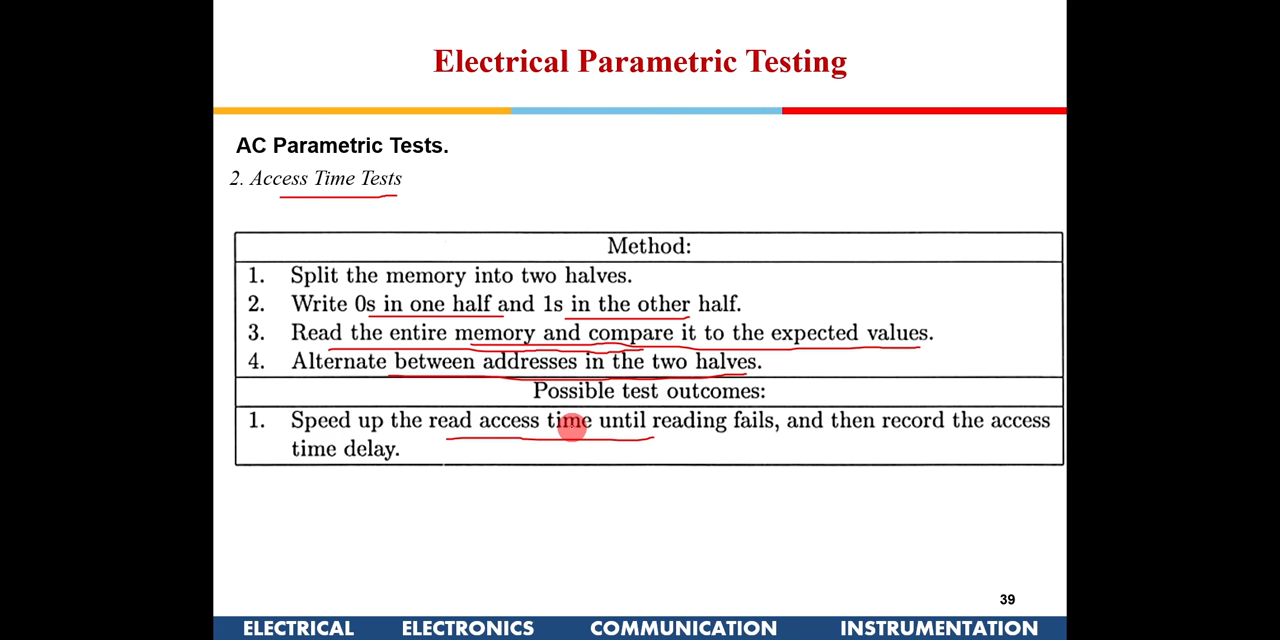 Electrical Parametric Testing
AC Parametric Tests.
2. Access Time Tests
Method:
1. Split the memory into two halves.
2. Write 0s in one half and 1s in the other half.
3. Read the entire memory and compare it to the expected values.
4. Alternate between addresses in the two halves.
Possible test outcomes:
1. Speed up the read access time until reading fails, and then record the access
time delay.
39
ELECTRICAL ELECTRONICS COMMUNICATION INSTRUMENTATION